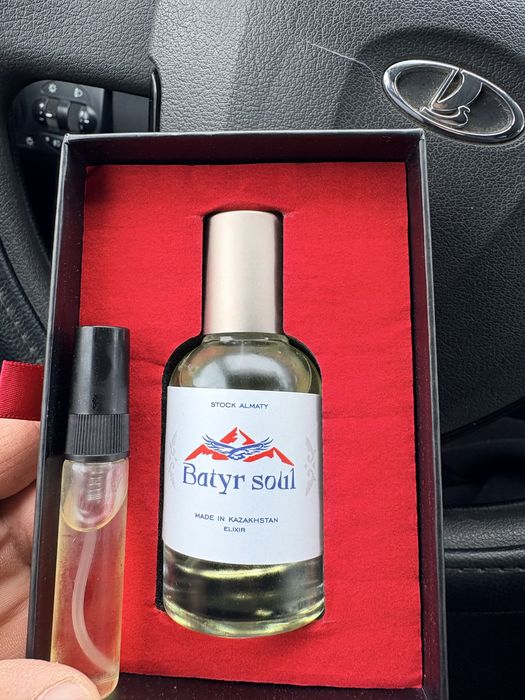 STOCK ALMATY
Batyr soul
MADE IN KAZAKHSTAN
ELIXIR